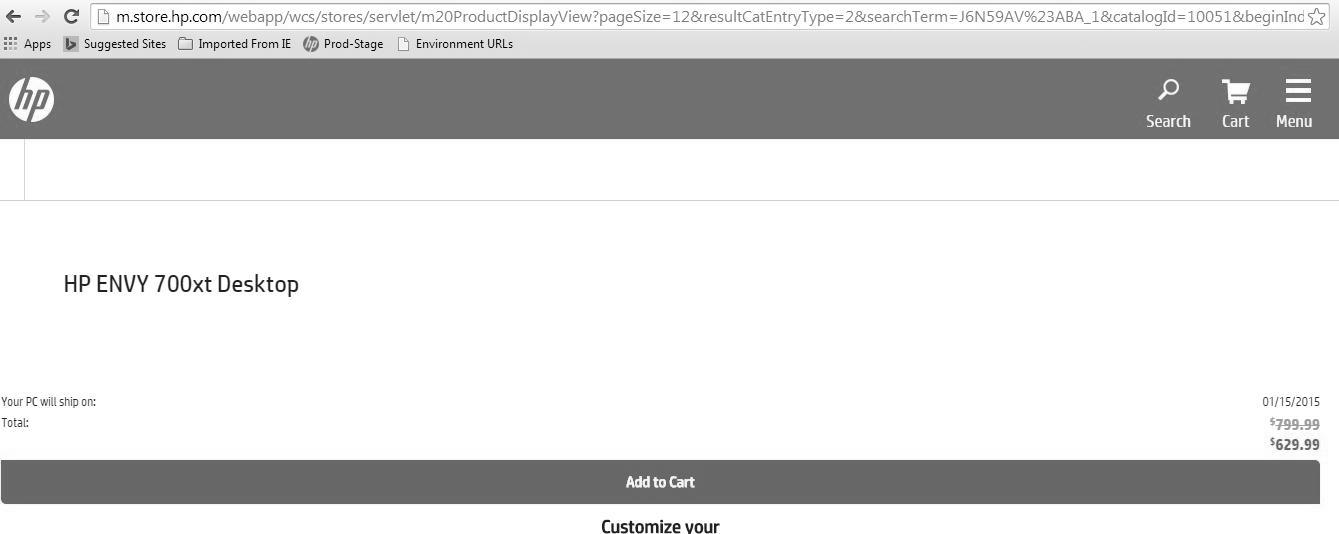 m.store.hp.com/webapp/wcs/stores/servlet/m20ProductDisplayView?pageSize=12&resultCatEntryType=2&searchTerm=J6N59AV%23ABA_1&catalogId=10051&beginInd
Apps Suggested Sites Imported From IE Prod-Stage Environment URLs
hp
Search Cart Menu
HP ENVY 700xt Desktop
Your PC will ship on: 01/15/2015
Total: $799.99
$629.99
Add to Cart
Customize your